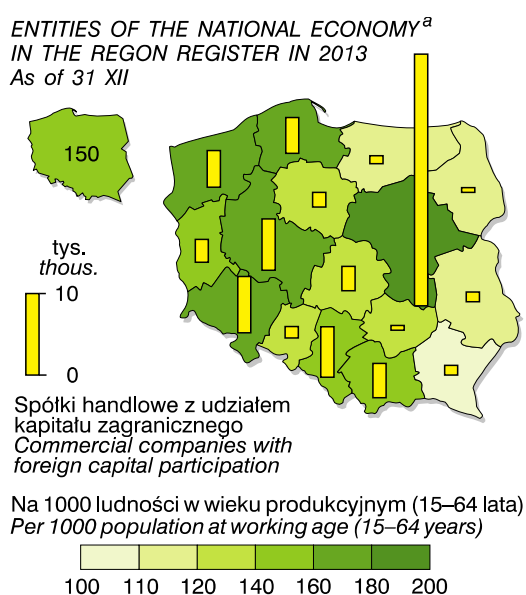 ENTITIES OF THE NATIONAL ECONOMY a
IN THE REGON REGISTER IN 2013
As of 31 XII
150
tys.
thous.
10
0
Spółki handlowe z udziałem
kapitału zagranicznego
Commercial companies with
foreign capital participation
Na 1000 ludności w wieku produkcyjnym (15–64 lata)
Per 1000 population at working age (15–64 years)
100 110 120 140 160 180 200